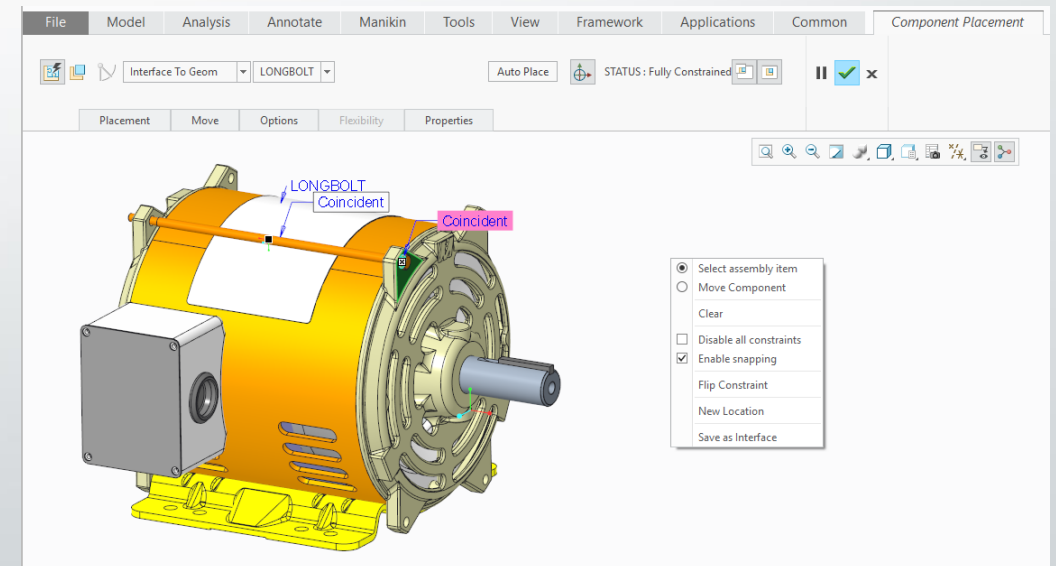 File Model Analysis Annotate Manikin Tools View Framework Applications Common Component Placement
Interface To Geom LONGBOLT Auto Place STATUS : Fully Constrained
Placement Move Options Flexibility Properties
LONGBOLT
Coincident
Coincident
Select assembly item
Move Component
Clear
Disable all constraints
Enable snapping
Flip Constraint
New Location
Save as Interface